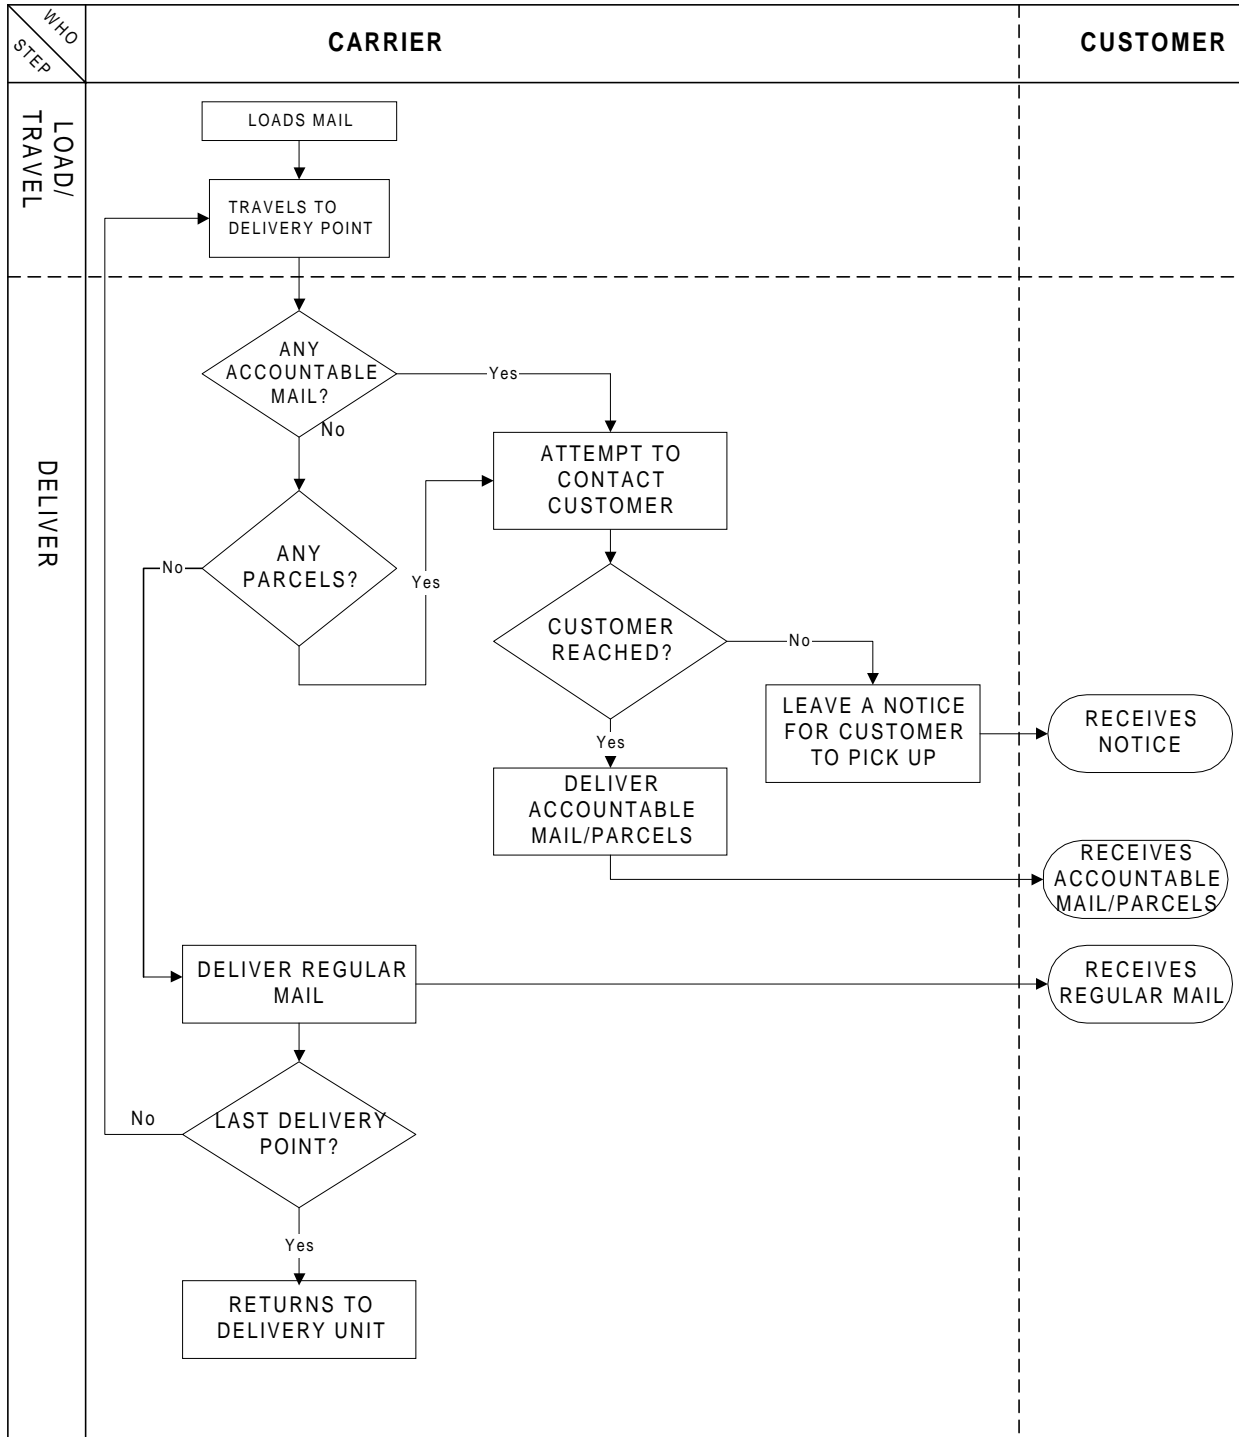 WHO
STEP
CARRIER
CUSTOMER
LOAD/
TRAVEL
LOADS MAIL
TRAVELS TO
DELIVERY POINT
DELIVER
ANY
ACCOUNTABLE
MAIL?
Yes
No
ATTEMPT TO
CONTACT
CUSTOMER
ANY
PARCELS?
No
Yes
CUSTOMER
REACHED?
No
Yes
LEAVE A NOTICE
FOR CUSTOMER
TO PICK UP
RECEIVES
NOTICE
DELIVER
ACCOUNTABLE
MAIL/PARCELS
RECEIVES
ACCOUNTABLE
MAIL/PARCELS
DELIVER REGULAR
MAIL
RECEIVES
REGULAR MAIL
LAST DELIVERY
POINT?
No
Yes
RETURNS TO
DELIVERY UNIT